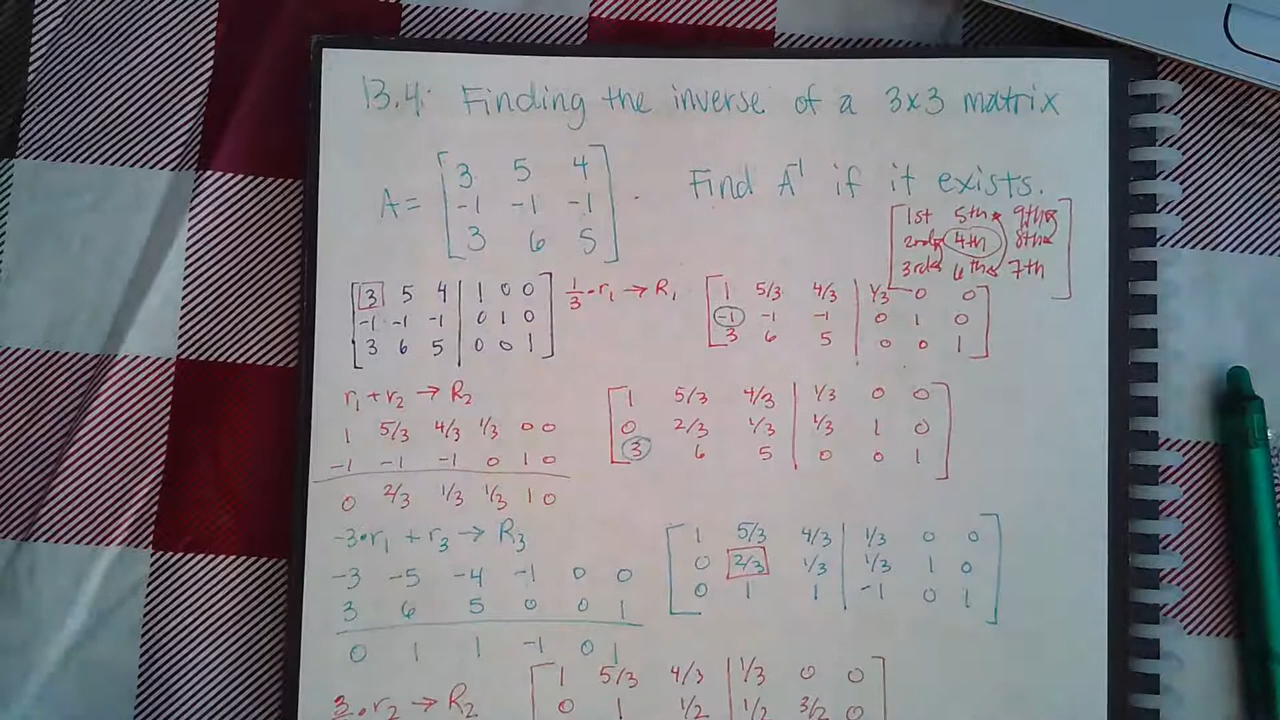 13.4: Finding the inverse of a 3x3 matrix
A = [3 5 4
-1 -1 -1
3 6 5] . Find A⁻¹ if it exists.
[1st 5th 9th
2nd 4th 8th
3rd 6th 7th]
[3 5 4 | 1 0 0
-1 -1 -1 | 0 1 0
3 6 5 | 0 0 1]
1/3 · r₁ → R₁
[1 5/3 4/3 | 1/3 0 0
-1 -1 -1 | 0 1 0
3 6 5 | 0 0 1]
r₁ + r₂ → R₂
1 5/3 4/3 1/3 0 0
-1 -1 -1 0 1 0
0 2/3 1/3 1/3 1 0
[1 5/3 4/3 | 1/3 0 0
0 2/3 1/3 | 1/3 1 0
3 6 5 | 0 0 1]
-3·r₁ + r₃ → R₃
-3 -5 -4 -1 0 0
3 6 5 0 0 1
0 1 1 -1 0 1
[1 5/3 4/3 | 1/3 0 0
0 2/3 1/3 | 1/3 1 0
0 1 1 | -1 0 1]
3 · r₂ → R₂
[1 5/3 4/3 | 1/3 0 0
0 1 1/2 | 1/2 3/2 0